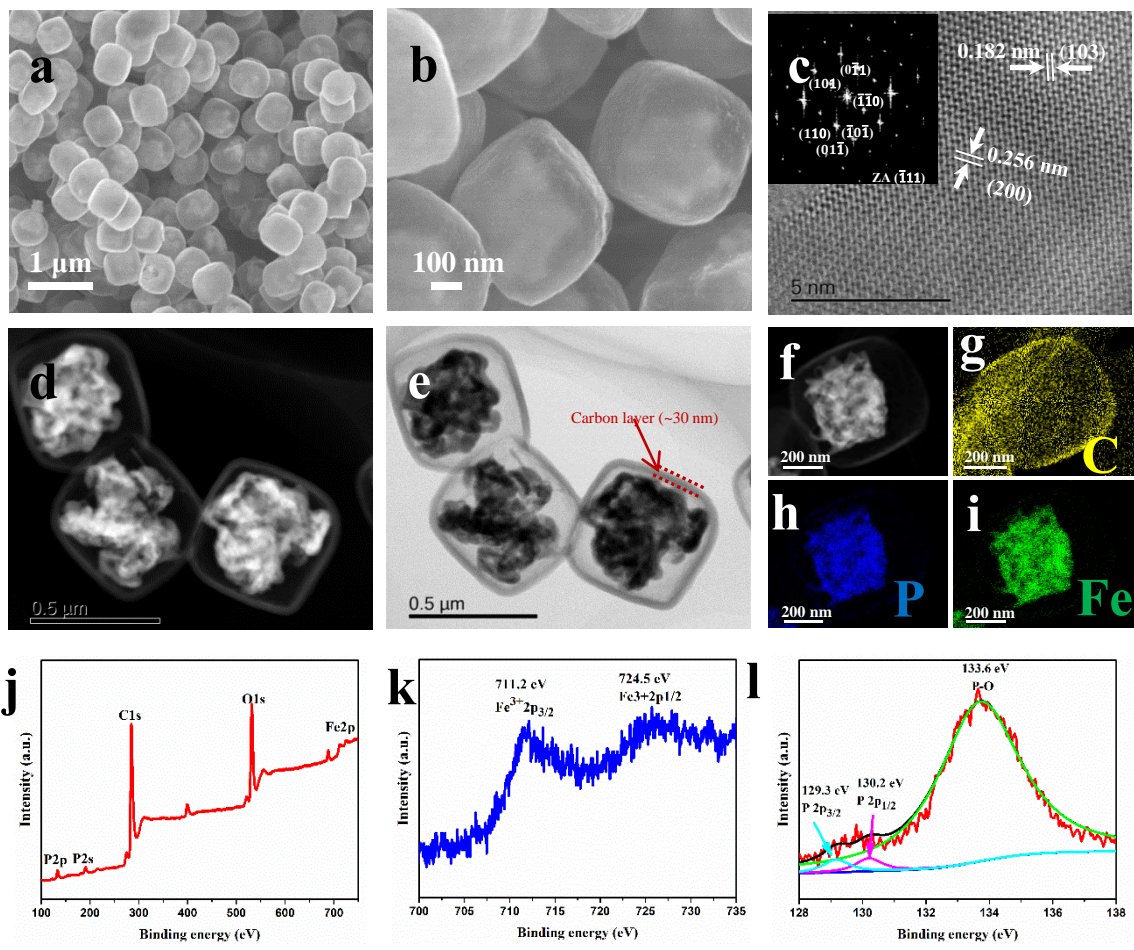 a
1 μm
b
100 nm
c
(01̄1)
(101)
(1̄1̄0)
(110)
(1̄01̄)
(011̄)
ZA (1̄11)
0.182 nm
(103)
0.256 nm
(200)
5 nm
d
0.5 μm
e
Carbon layer (~30 nm)
0.5 μm
f
200 nm
g
C
h
200 nm
P
i
200 nm
Fe
j
C1s
O1s
Fe2p
P2p
P2s
Intensity (a.u.)
100 200 300 400 500 600 700
Binding energy (eV)
k
711.2 eV
Fe³⁺ 2p₃/₂
724.5 eV
Fe3+2p1/2
Intensity (a.u.)
700 705 710 715 720 725 730 735
Binding energy (eV)
l
133.6 eV
P-O
129.3 eV
P 2p₃/₂
130.2 eV
P 2p₁/₂
Intensity (a.u.)
128 130 132 134 136 138
Binding energy (eV)